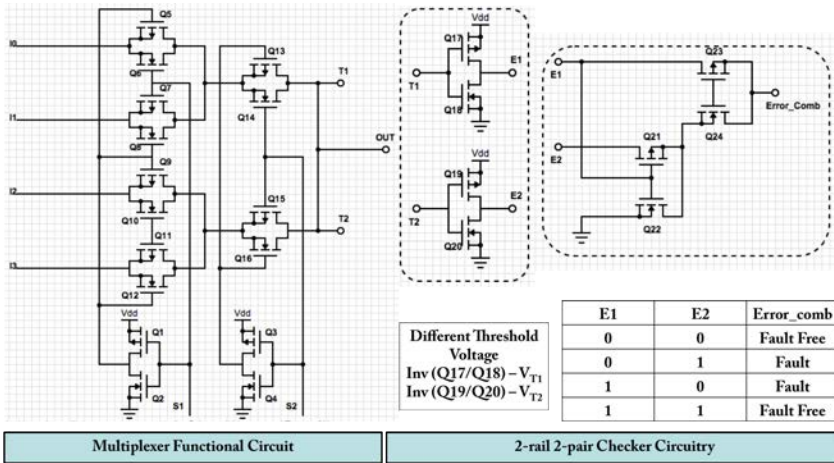 Q5
I0
Q6
Q7
I1
Q8
Q9
I2
Q10
Q11
I3
Q12
Vdd
Q1
Q2
S1
Q13
T1
Q14
OUT
Q15
T2
Q16
Vdd
Q3
Q4
S2
Vdd
Q17
T1
E1
Q18
Vdd
Q19
T2
E2
Q20
Q23
E1
Error_Comb
Q21
Q24
E2
Q22
Different Threshold
Voltage
Inv (Q17/Q18) – VT1
Inv (Q19/Q20) – VT2
E1 E2 Error_comb
0 0 Fault Free
0 1 Fault
1 0 Fault
1 1 Fault Free
Multiplexer Functional Circuit
2-rail 2-pair Checker Circuitry